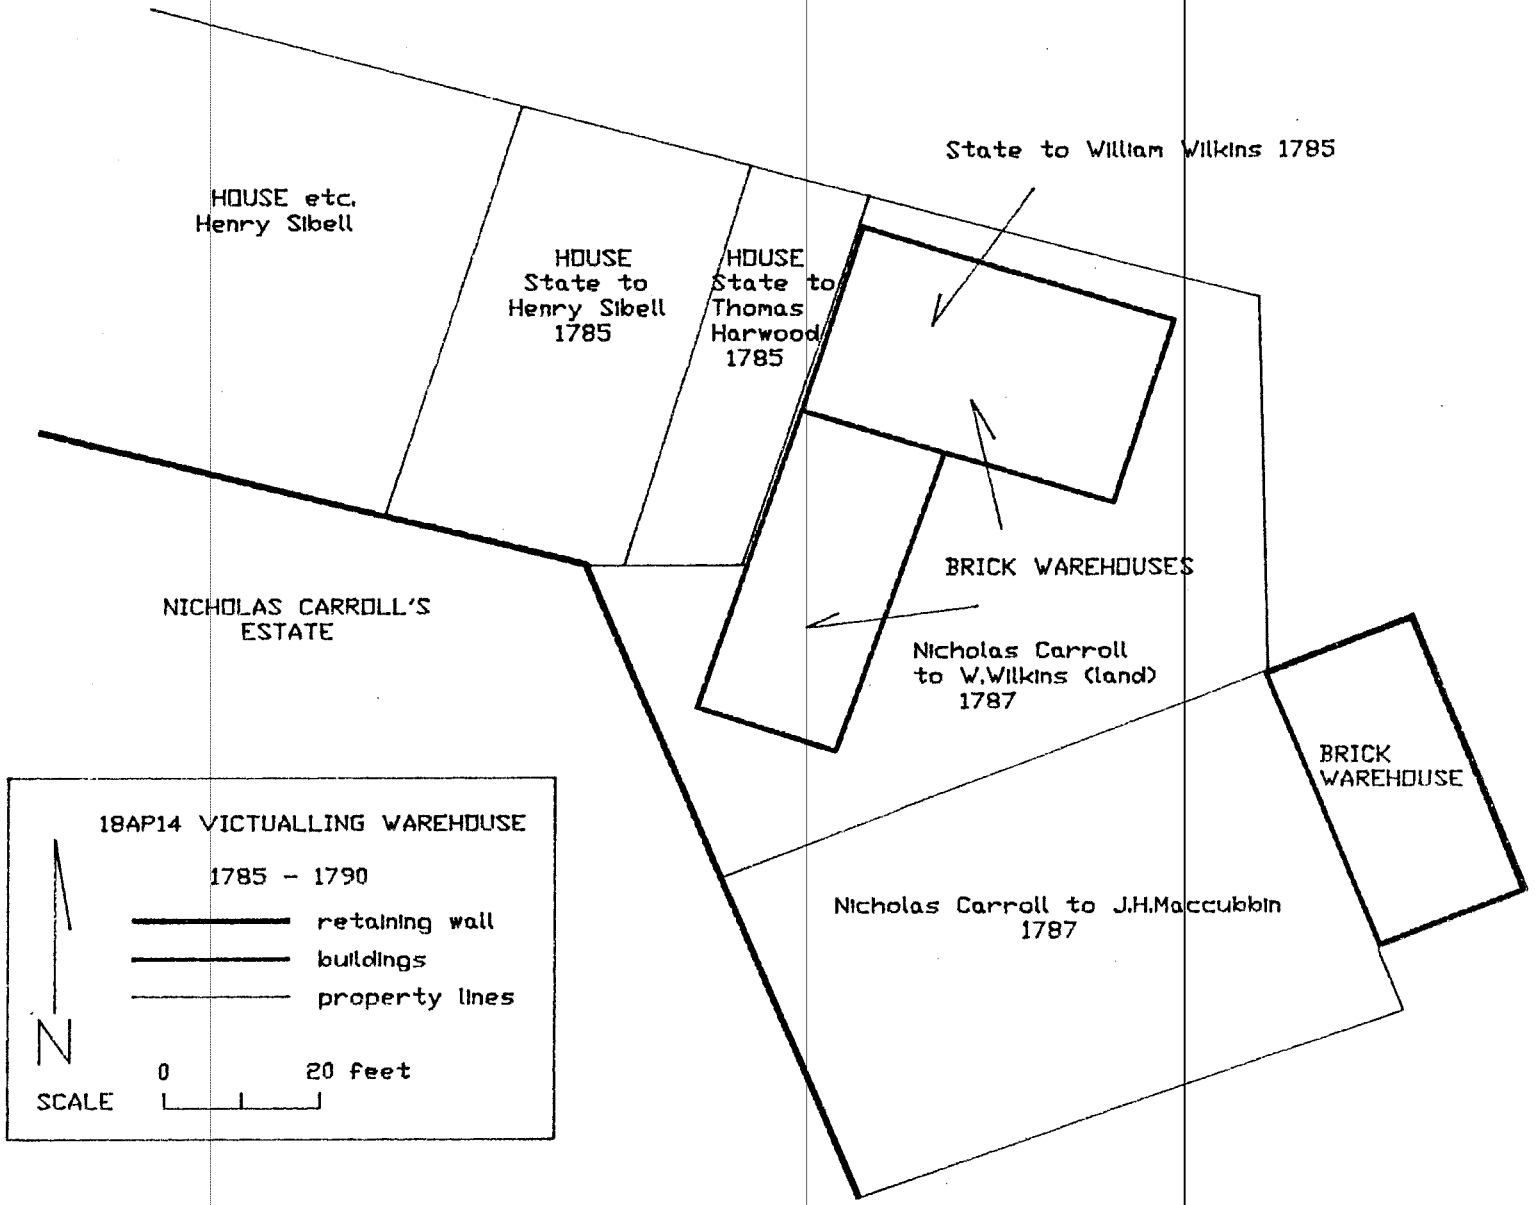 State to William Wilkins 1785
HOUSE etc.
Henry Sibell
HOUSE
State to
Henry Sibell
1785
HOUSE
State to
Thomas
Harwood
1785
BRICK WAREHOUSES
NICHOLAS CARROLL'S
ESTATE
Nicholas Carroll
to W.Wilkins (land)
1787
BRICK
WAREHOUSE
Nicholas Carroll to J.H.Maccubbin
1787
18AP14 VICTUALLING WAREHOUSE
1785 - 1790
retaining wall
buildings
property lines
N
0 20 feet
SCALE